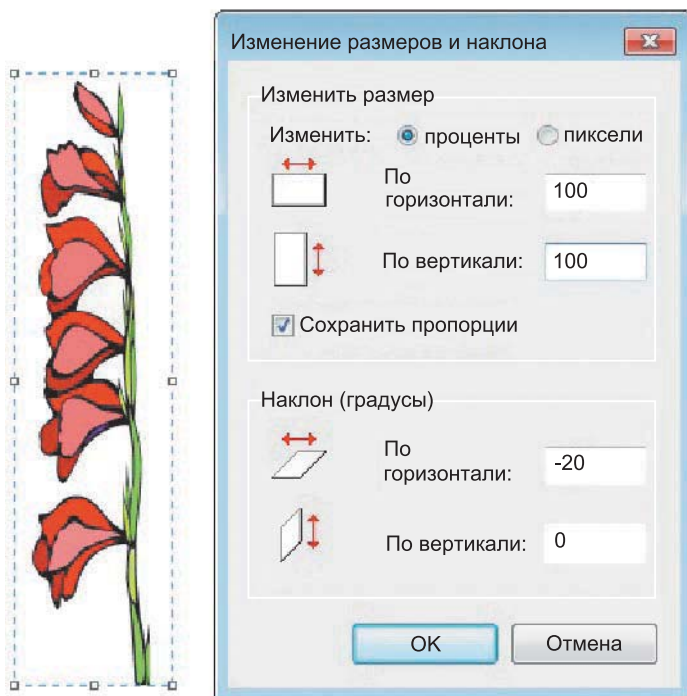 Изменение размеров и наклона
Изменить размер
Изменить: проценты пиксели
По
горизонтали: 100
По вертикали: 100
Сохранить пропорции
Наклон (градусы)
По
горизонтали: -20
По вертикали: 0
OK Отмена